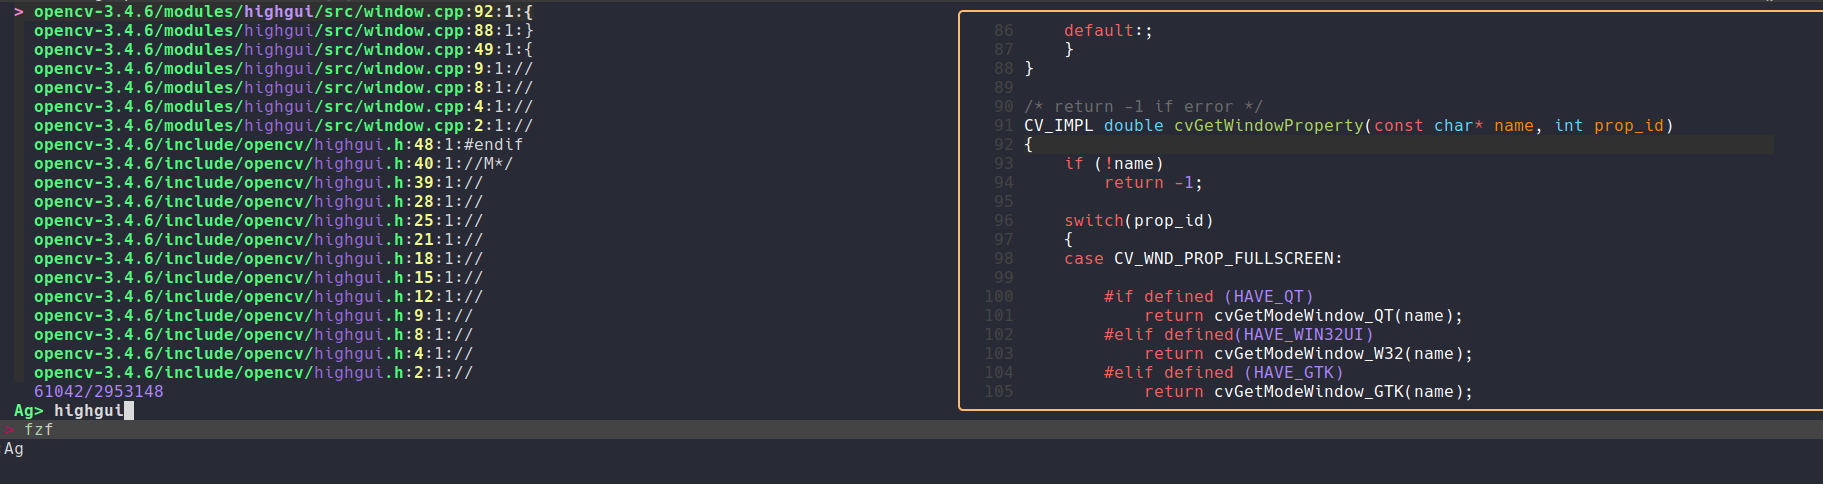 > opencv-3.4.6/modules/highgui/src/window.cpp:92:1:{
opencv-3.4.6/modules/highgui/src/window.cpp:88:1:}
opencv-3.4.6/modules/highgui/src/window.cpp:49:1:{
opencv-3.4.6/modules/highgui/src/window.cpp:9:1://
opencv-3.4.6/modules/highgui/src/window.cpp:8:1://
opencv-3.4.6/modules/highgui/src/window.cpp:4:1://
opencv-3.4.6/modules/highgui/src/window.cpp:2:1://
opencv-3.4.6/include/opencv/highgui.h:48:1:#endif
opencv-3.4.6/include/opencv/highgui.h:40:1://M*/
opencv-3.4.6/include/opencv/highgui.h:39:1://
opencv-3.4.6/include/opencv/highgui.h:28:1://
opencv-3.4.6/include/opencv/highgui.h:25:1://
opencv-3.4.6/include/opencv/highgui.h:21:1://
opencv-3.4.6/include/opencv/highgui.h:18:1://
opencv-3.4.6/include/opencv/highgui.h:15:1://
opencv-3.4.6/include/opencv/highgui.h:12:1://
opencv-3.4.6/include/opencv/highgui.h:9:1://
opencv-3.4.6/include/opencv/highgui.h:8:1://
opencv-3.4.6/include/opencv/highgui.h:4:1://
opencv-3.4.6/include/opencv/highgui.h:2:1://
61042/2953148
Ag> highgui
> fzf
:Ag
86     default:;
87     }
88 }
89
90 /* return -1 if error */
91 CV_IMPL double cvGetWindowProperty(const char* name, int prop_id)
92 {
93     if (!name)
94         return -1;
95
96     switch(prop_id)
97     {
98     case CV_WND_PROP_FULLSCREEN:
99
100         #if defined (HAVE_QT)
101             return cvGetModeWindow_QT(name);
102         #elif defined(HAVE_WIN32UI)
103             return cvGetModeWindow_W32(name);
104         #elif defined (HAVE_GTK)
105             return cvGetModeWindow_GTK(name);